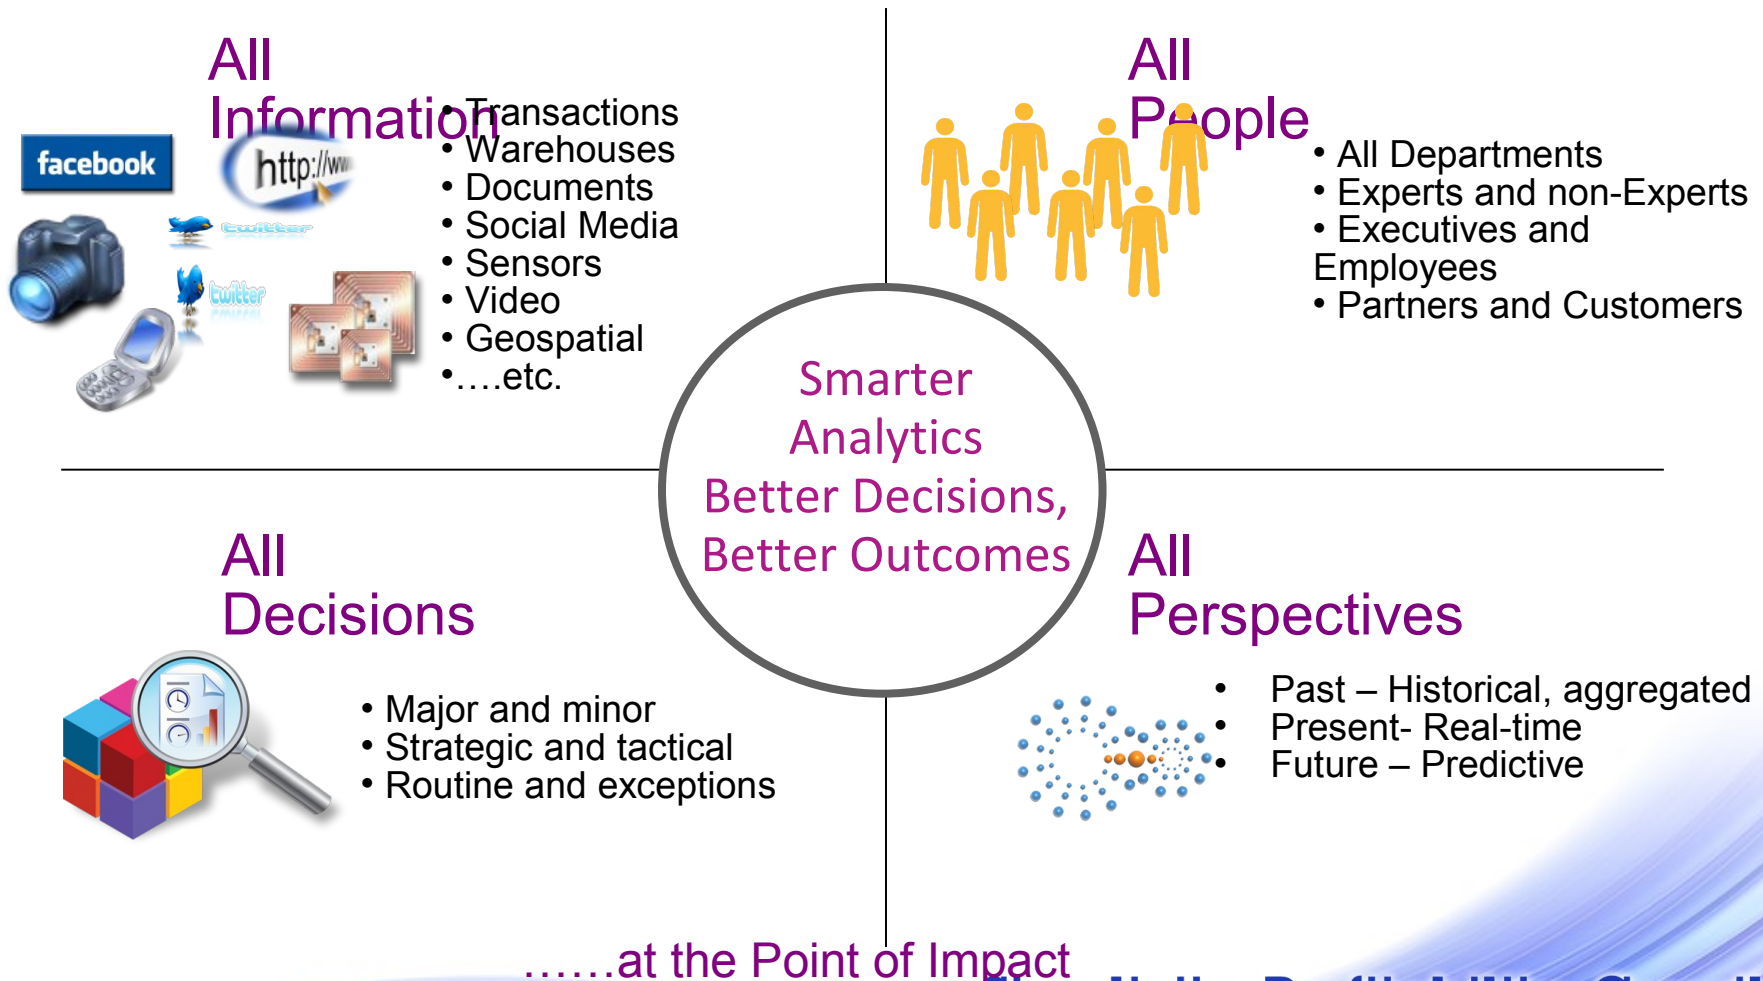 All
Information
• Transactions
• Warehouses
• Documents
• Social Media
• Sensors
• Video
• Geospatial
•….etc.
facebook
http://ww
twitter
twitter
All
People
• All Departments
• Experts and non-Experts
• Executives and
Employees
• Partners and Customers
Smarter
Analytics
Better Decisions,
Better Outcomes
All
Decisions
• Major and minor
• Strategic and tactical
• Routine and exceptions
All
Perspectives
• Past – Historical, aggregated
• Present- Real-time
• Future – Predictive
……at the Point of Impact